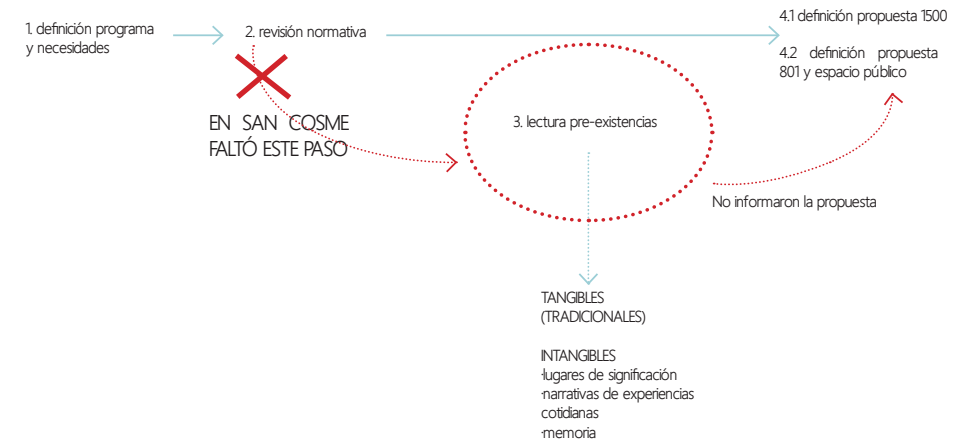 1. definición programa
y necesidades
2. revisión normativa
4.1 definición propuesta 1500
4.2 definición propuesta
801 y espacio público
EN SAN COSME
FALTÓ ESTE PASO
3. lectura pre-existencias
No informaron la propuesta
TANGIBLES
(TRADICIONALES)
INTANGIBLES
·lugares de significación
·narrativas de experiencias
cotidianas
·memoria